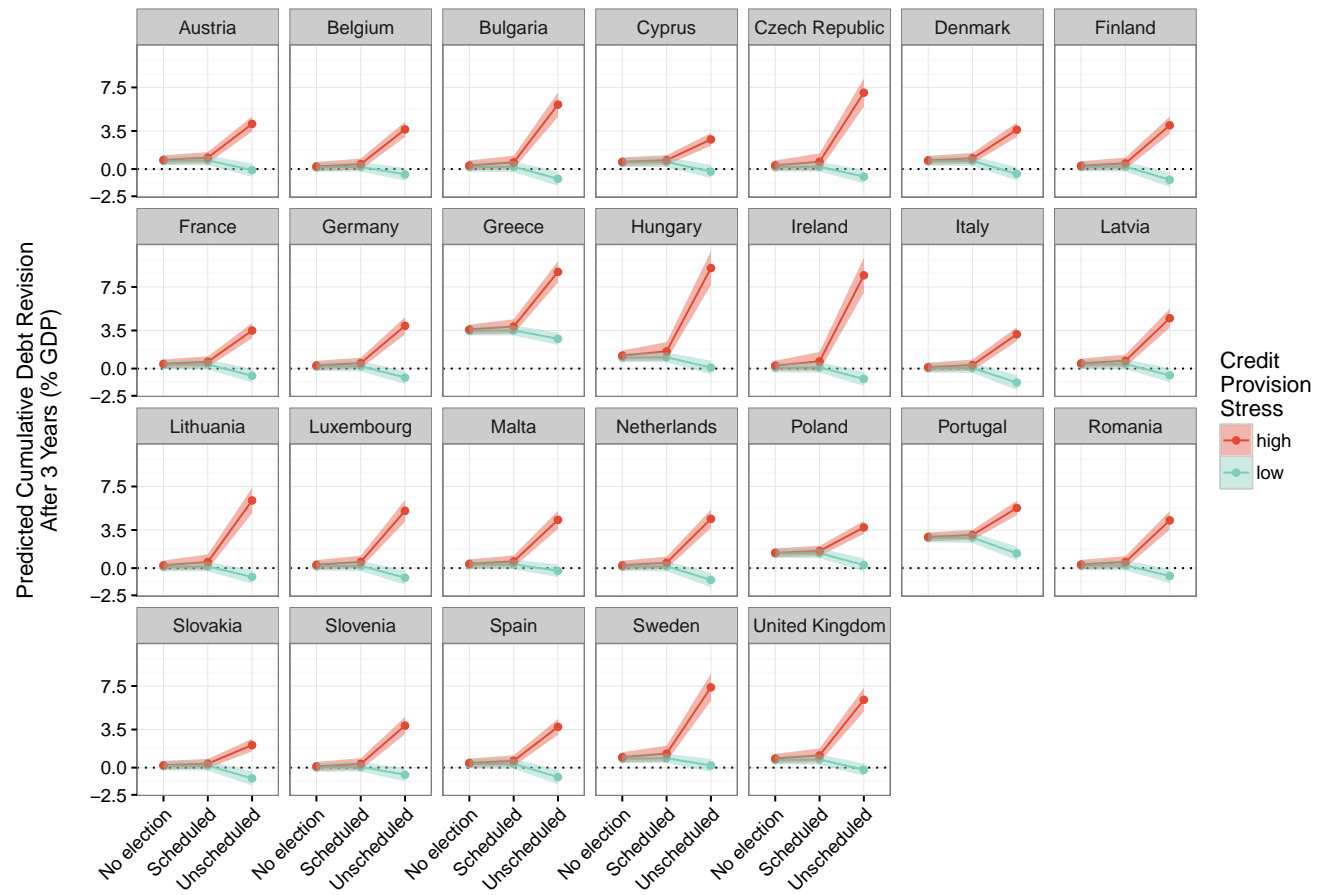 Austria Belgium Bulgaria Cyprus Czech Republic Denmark Finland
7.5
3.5
0.0
−2.5
France Germany Greece Hungary Ireland Italy Latvia
7.5
3.5
0.0
−2.5
Lithuania Luxembourg Malta Netherlands Poland Portugal Romania
7.5
3.5
0.0
−2.5
Slovakia Slovenia Spain Sweden United Kingdom
7.5
3.5
0.0
−2.5
No election Scheduled Unscheduled No election Scheduled Unscheduled No election Scheduled Unscheduled No election Scheduled Unscheduled No election Scheduled Unscheduled
Predicted Cumulative Debt Revision
After 3 Years (% GDP)
Credit
Provision
Stress
high
low